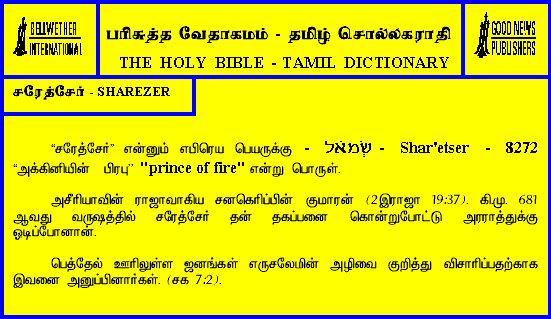 BELLWETHER
INTERNATIONAL
பரிசுத்த வேதாகமம் - தமிழ் சொல்லகராதி
THE HOLY BIBLE - TAMIL DICTIONARY
GOOD NEWS
PUBLISHERS
சரேத்சேர் - SHAREZER
“சரேத்சேர்” என்னும் எபிரெய பெயருக்கு - שְׂמֹאל - Shar'etser - 8272
“அக்கினியின் பிரபு” "prince of fire" என்று பொருள்.
அசீரியாவின் ராஜாவாகிய சனகெரிப்பின் குமாரன் (2இராஜா 19:37). கி.மு. 681
ஆவது வருஷத்தில் சரேத்சேர் தன் தகப்பனை கொன்றுபோட்டு அரராத்துக்கு
ஓடிப்போனான்.
பெத்தேல் ஊரிலுள்ள ஜனங்கள் எருசலேமின் அழிவை குறித்து விசாரிப்பதற்காக
இவனை அனுப்பினார்கள். (சக 7:2).